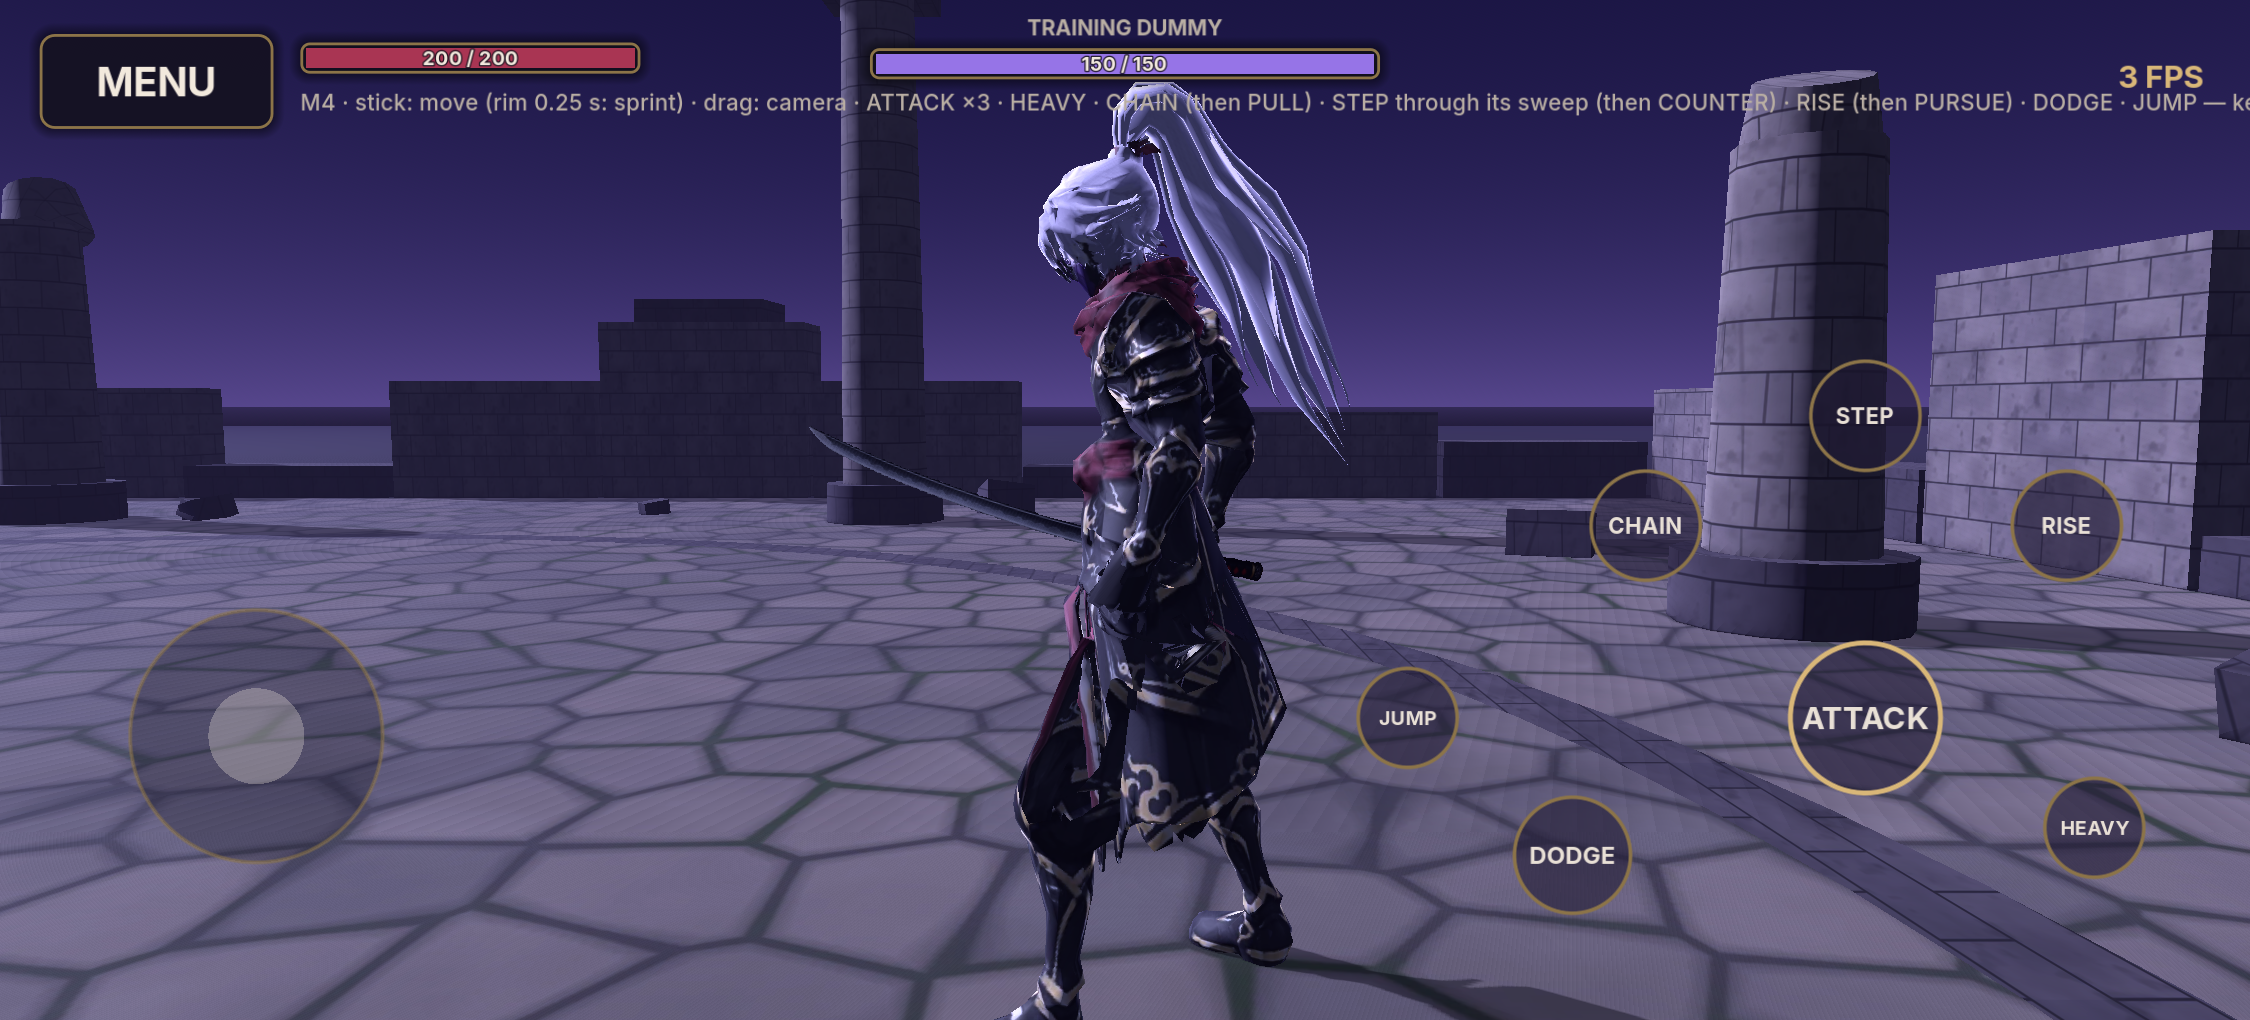 TRAINING DUMMY
MENU
200 / 200
150 / 150
3 FPS
M4 · stick: move (rim 0.25 s: sprint) · drag: camera · ATTACK ×3 · HEAVY · CHAIN (then PULL) · STEP through its sweep (then COUNTER) · RISE (then PURSUE) · DODGE · JUMP —
STEP
CHAIN
RISE
JUMP
ATTACK
HEAVY
DODGE